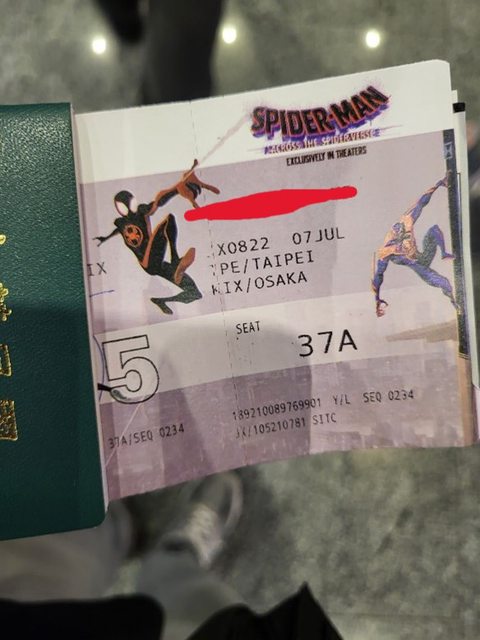 SPIDER-MAN
ACROSS THE SPIDER-VERSE
EXCLUSIVELY IN THEATERS
X0822 07JUL
PE/TAIPEI
KIX/OSAKA
IX
SEAT
37A
5
189210089769901 Y/L SEQ 0234
37A/SEQ 0234
JX/105210781 SITC